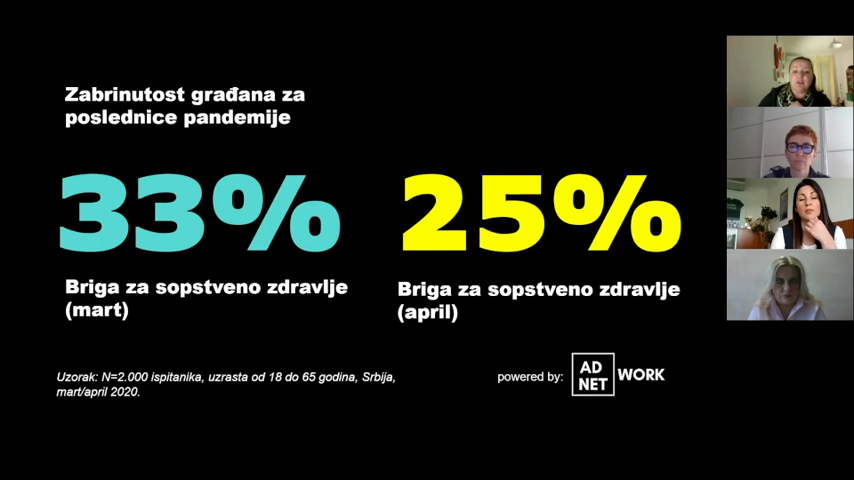 Zabrinutost građana za
poslednice pandemije
33%
25%
Briga za sopstveno zdravlje
(mart)
Briga za sopstveno zdravlje
(april)
Uzorak: N=2.000 ispitanika, uzrasta od 18 do 65 godina, Srbija,
mart/april 2020.
powered by:
AD
NET WORK